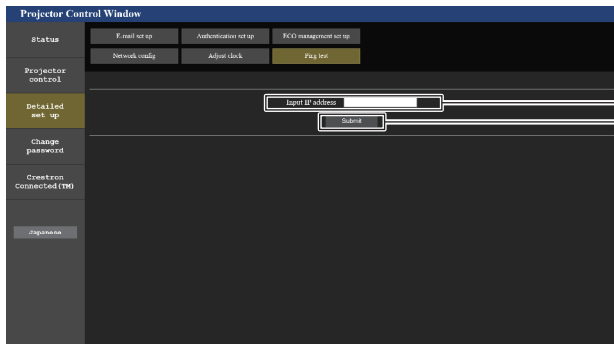 Projector Control Window
Status
E-mail set up
Authentication set up
ECO management set up
Network config
Adjust clock
Ping test
Projector
control
Detailed
set up
Input IP address
Submit
Change
password
Crestron
Connected(TM)
Japanese